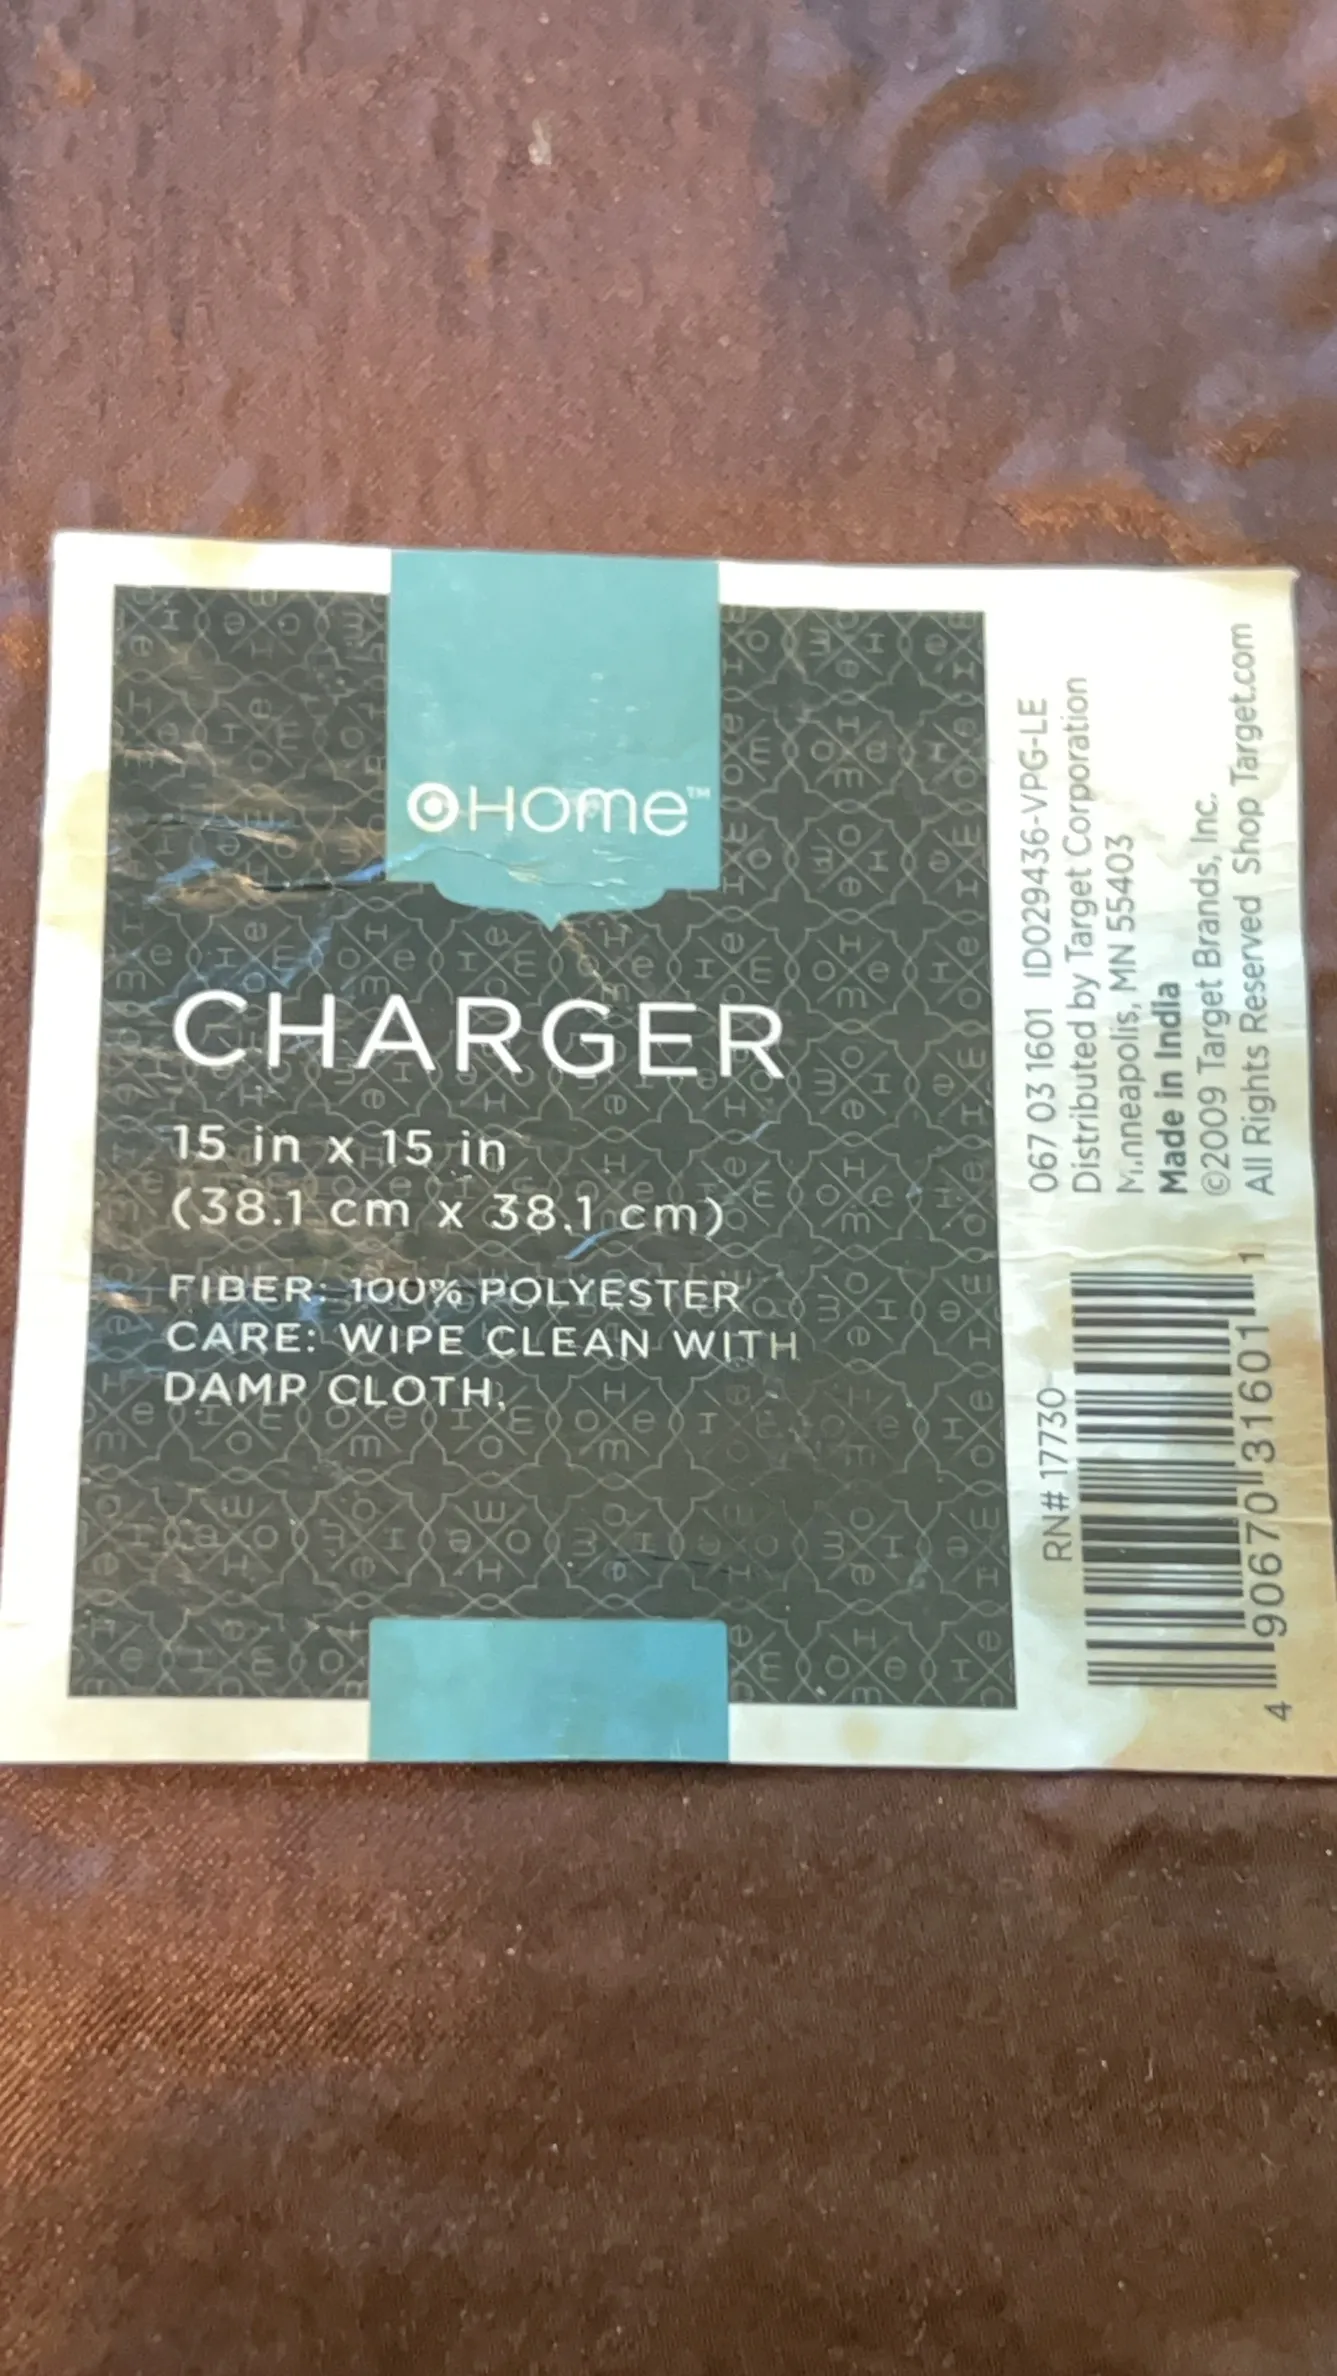 Home™
CHARGER
15 in x 15 in
(38.1 cm x 38.1 cm)
FIBER: 100% POLYESTER
CARE: WIPE CLEAN WITH
DAMP CLOTH.
067 03 1601 ID029436-VPG-LE
Distributed by Target Corporation
Minneapolis, MN 55403
Made in India
©2009 Target Brands, Inc.
All Rights Reserved Shop Target.com
RN# 17730
4 90670 31601 1